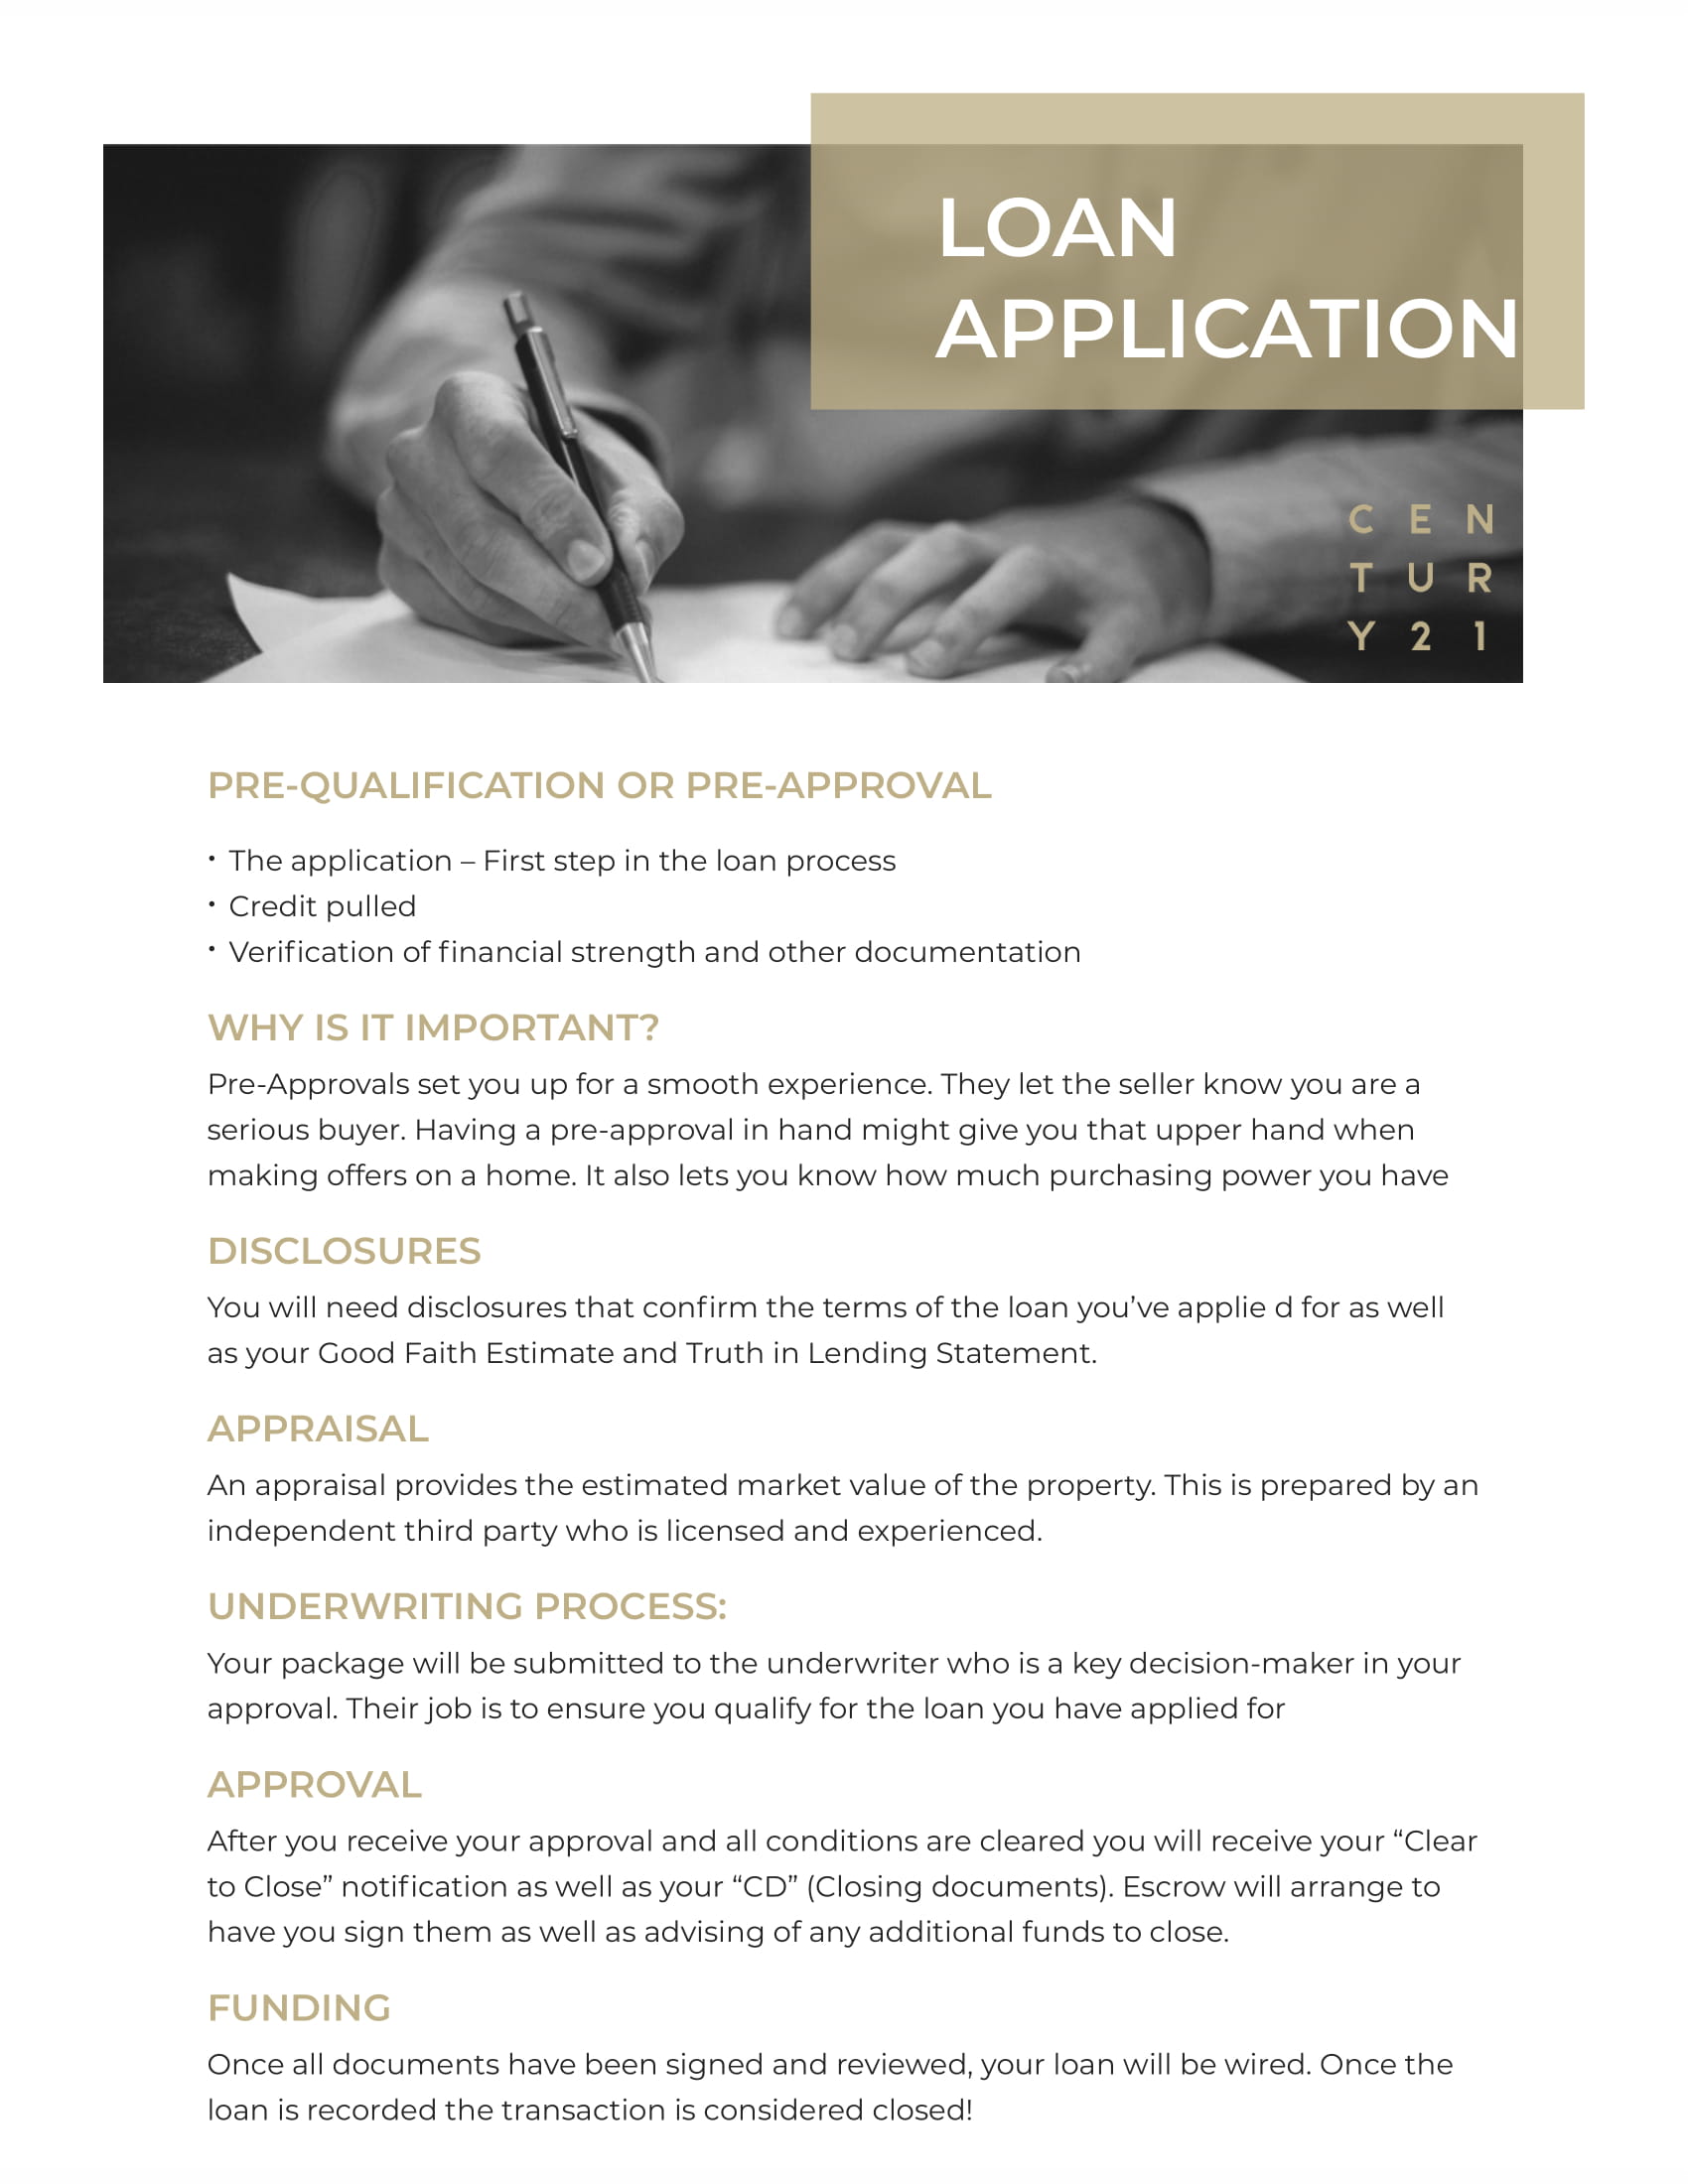 LOAN
APPLICATION
C E N
T U R
Y 2 1
PRE-QUALIFICATION OR PRE-APPROVAL
• The application – First step in the loan process
• Credit pulled
• Verification of financial strength and other documentation
WHY IS IT IMPORTANT?
Pre-Approvals set you up for a smooth experience. They let the seller know you are a
serious buyer. Having a pre-approval in hand might give you that upper hand when
making offers on a home. It also lets you know how much purchasing power you have
DISCLOSURES
You will need disclosures that confirm the terms of the loan you’ve applie d for as well
as your Good Faith Estimate and Truth in Lending Statement.
APPRAISAL
An appraisal provides the estimated market value of the property. This is prepared by an
independent third party who is licensed and experienced.
UNDERWRITING PROCESS:
Your package will be submitted to the underwriter who is a key decision-maker in your
approval. Their job is to ensure you qualify for the loan you have applied for
APPROVAL
After you receive your approval and all conditions are cleared you will receive your “Clear
to Close” notification as well as your “CD” (Closing documents). Escrow will arrange to
have you sign them as well as advising of any additional funds to close.
FUNDING
Once all documents have been signed and reviewed, your loan will be wired. Once the
loan is recorded the transaction is considered closed!